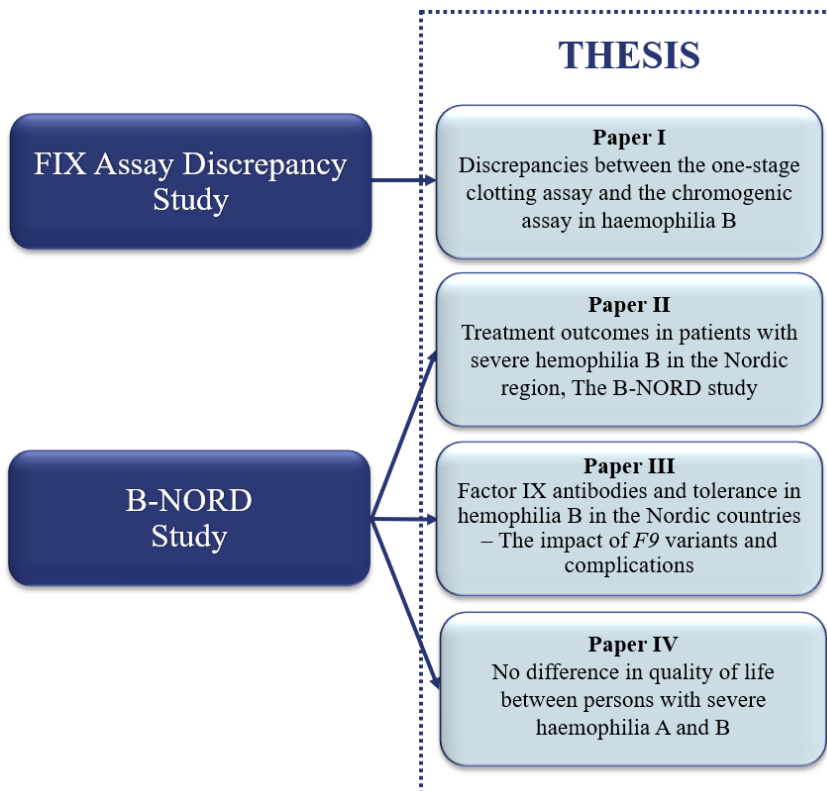 THESIS
FIX Assay Discrepancy
Study
Paper I
Discrepancies between the one-stage
clotting assay and the chromogenic
assay in haemophilia B
Paper II
Treatment outcomes in patients with
severe hemophilia B in the Nordic
region, The B-NORD study
B-NORD
Study
Paper III
Factor IX antibodies and tolerance in
hemophilia B in the Nordic countries
– The impact of F9 variants and
complications
Paper IV
No difference in quality of life
between persons with severe
haemophilia A and B